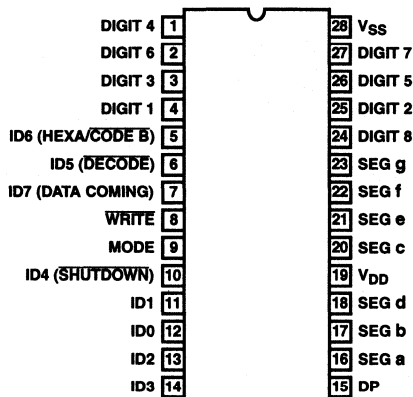 DIGIT 4 1 28 VSS
DIGIT 6 2 27 DIGIT 7
DIGIT 3 3 26 DIGIT 5
DIGIT 1 4 25 DIGIT 2
ID6 (HEXA/CODE B) 5 24 DIGIT 8
ID5 (DECODE) 6 23 SEG g
ID7 (DATA COMING) 7 22 SEG f
WRITE 8 21 SEG e
MODE 9 20 SEG c
ID4 (SHUTDOWN) 10 19 VDD
ID1 11 18 SEG d
ID0 12 17 SEG b
ID2 13 16 SEG a
ID3 14 15 DP